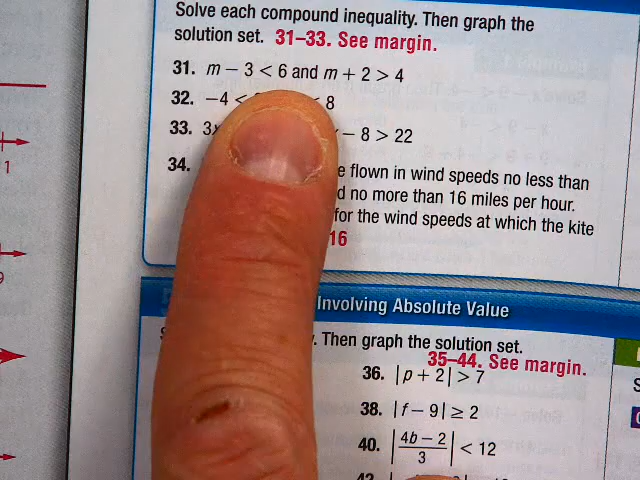 Solve each compound inequality. Then graph the
solution set. 31–33. See margin.
31. m − 3 < 6 and m + 2 > 4
32. −4 < < 8
33. 3 − 8 > 22
34. flown in wind speeds no less than
no more than 16 miles per hour.
for the wind speeds at which the kite
16
Involving Absolute Value
Then graph the solution set.
35–44. See margin.
36. |p + 2| > 7
38. |f − 9| ≥ 2
40. |4b − 2 / 3| < 12
1
9